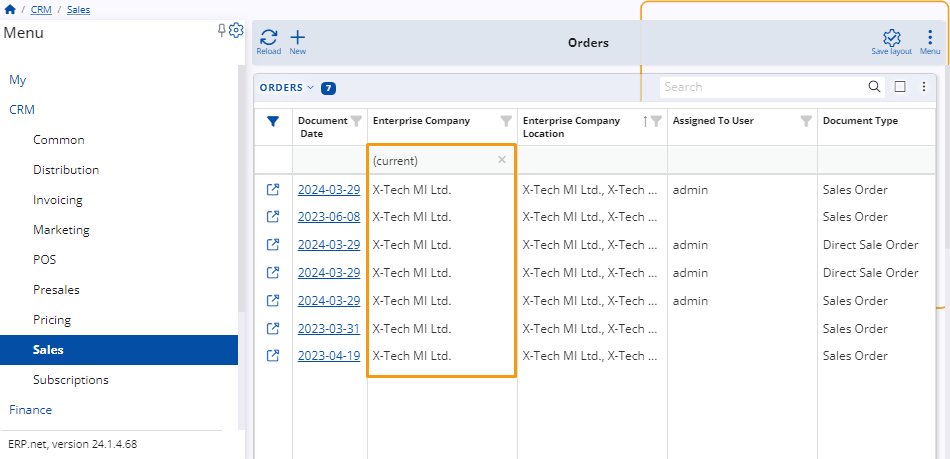 / CRM / Sales
Menu
My
CRM
Common
Distribution
Invoicing
Marketing
POS
Presales
Pricing
Sales
Subscriptions
Finance
ERP.net, version 24.1.4.68
Reload
New
Orders
Save layout
Menu
ORDERS 7
Search
Document Date
Enterprise Company
Enterprise Company Location
Assigned To User
Document Type
(current)
2024-03-29 X-Tech MI Ltd. X-Tech MI Ltd., X-Tech ... admin Sales Order
2023-06-08 X-Tech MI Ltd. X-Tech MI Ltd., X-Tech ... Sales Order
2024-03-29 X-Tech MI Ltd. X-Tech MI Ltd., X-Tech ... admin Direct Sale Order
2024-03-29 X-Tech MI Ltd. X-Tech MI Ltd., X-Tech ... admin Direct Sale Order
2024-03-29 X-Tech MI Ltd. X-Tech MI Ltd., X-Tech ... admin Sales Order
2023-03-31 X-Tech MI Ltd. X-Tech MI Ltd., X-Tech ... Sales Order
2023-04-19 X-Tech MI Ltd. X-Tech MI Ltd., X-Tech ... Sales Order